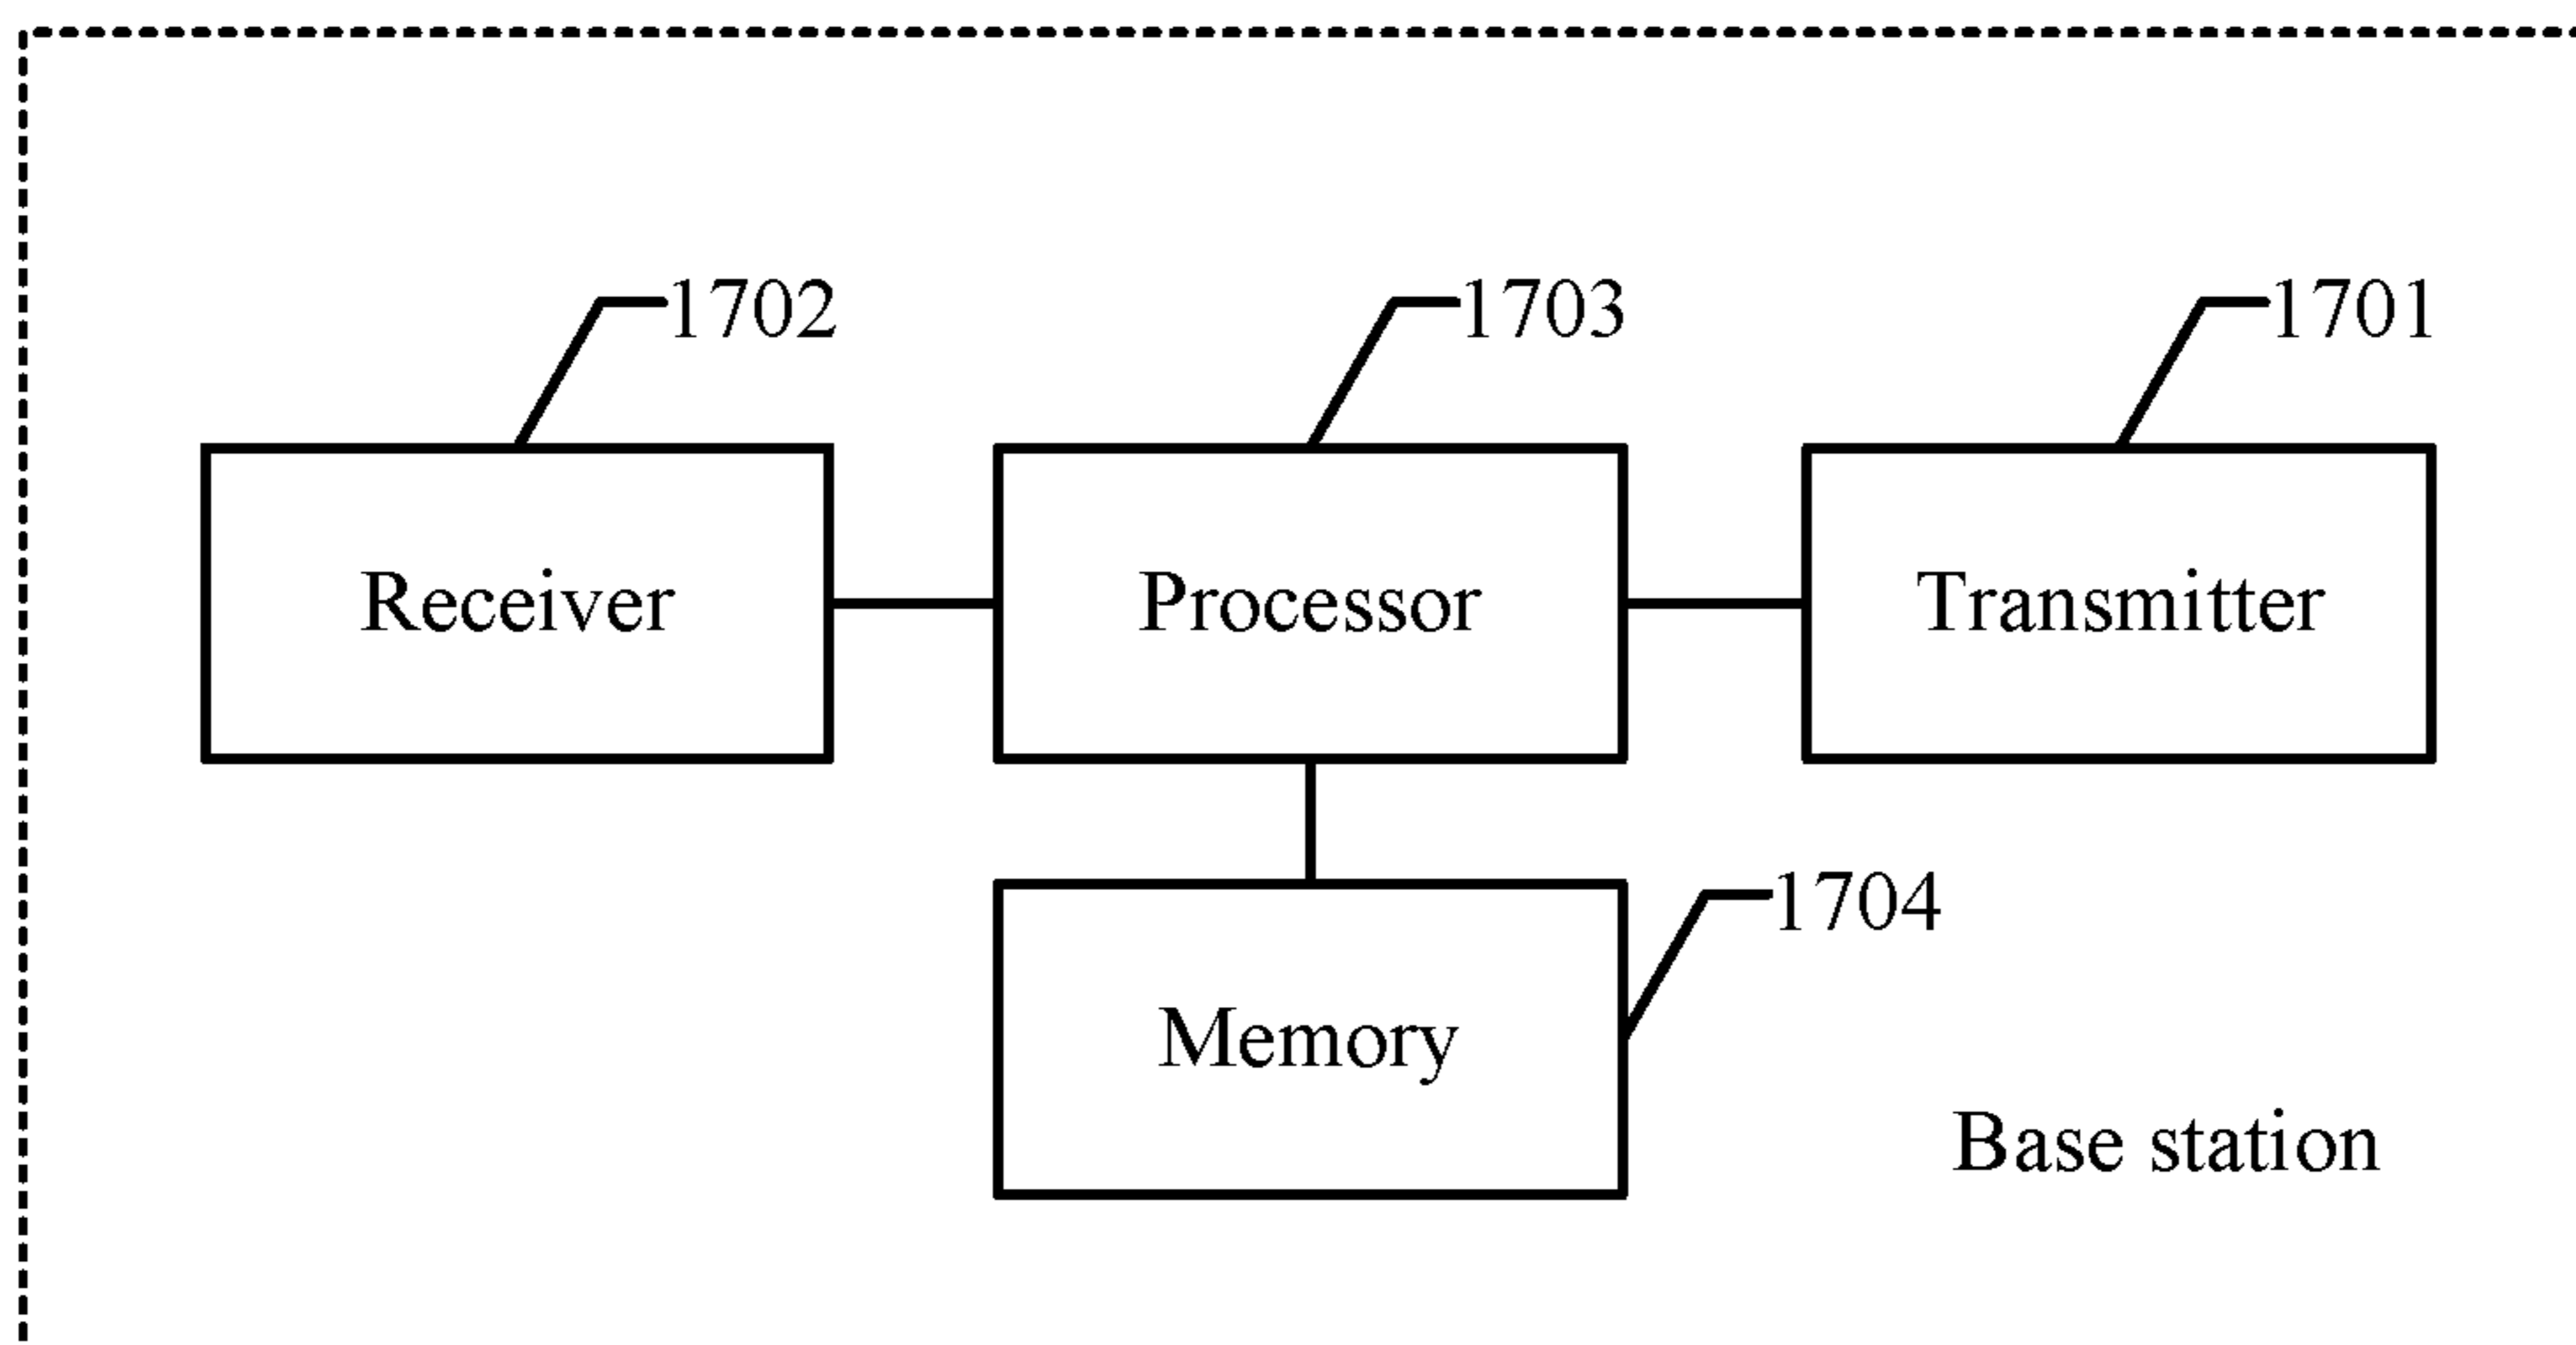 1702 1703 1701
Receiver Processor Transmitter
1704
Memory
Base station